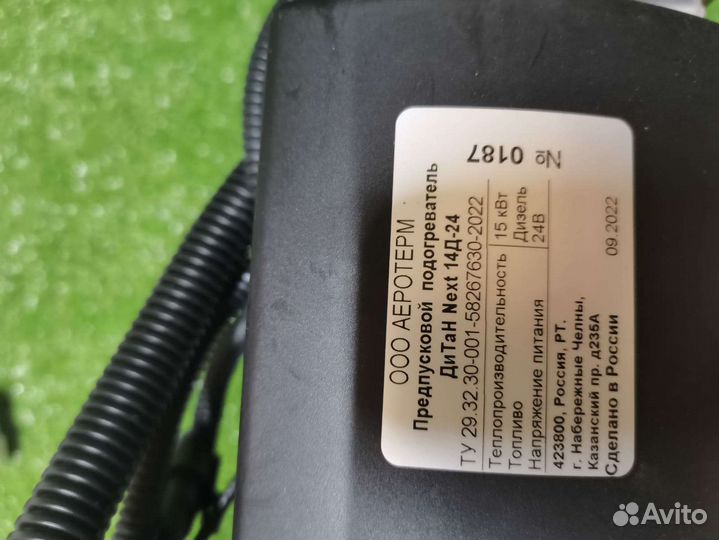 ООО АЕРОТЕРМ
Предпусковой подогреватель
ДиТаН Next 14Д-24
ТУ 29.32.30-001-58267630-2022
Теплопроизводительность 15 кВт
Топливо Дизель
Напряжение питания 24В
423800, Россия, РТ.
г. Набережные Челны,
Казанский пр. д235А
Сделано в России 09.2022
№ 0187
Avito